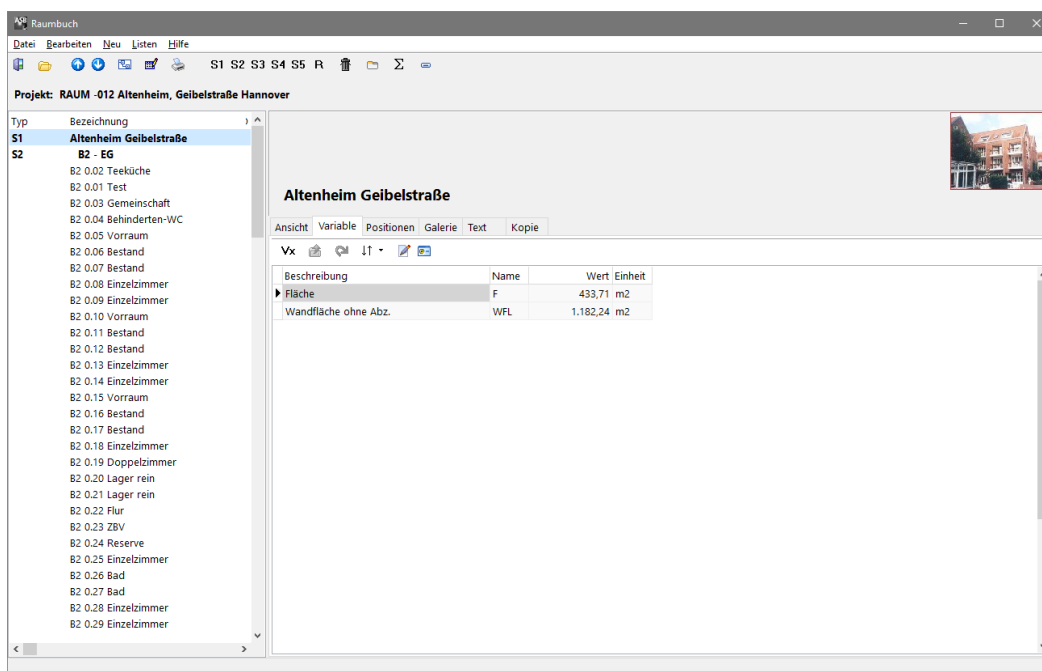 ASB Raumbuch
Datei Bearbeiten Neu Listen Hilfe
S1 S2 S3 S4 S5 R Σ
Projekt: RAUM -012 Altenheim, Geibelstraße Hannover
Typ Bezeichnung
S1 Altenheim Geibelstraße
S2 B2 - EG
B2 0.02 Teeküche
B2 0.01 Test
B2 0.03 Gemeinschaft
B2 0.04 Behinderten-WC
B2 0.05 Vorraum
B2 0.06 Bestand
B2 0.07 Bestand
B2 0.08 Einzelzimmer
B2 0.09 Einzelzimmer
B2 0.10 Vorraum
B2 0.11 Bestand
B2 0.12 Bestand
B2 0.13 Einzelzimmer
B2 0.14 Einzelzimmer
B2 0.15 Vorraum
B2 0.16 Bestand
B2 0.17 Bestand
B2 0.18 Einzelzimmer
B2 0.19 Doppelzimmer
B2 0.20 Lager rein
B2 0.21 Lager rein
B2 0.22 Flur
B2 0.23 ZBV
B2 0.24 Reserve
B2 0.25 Einzelzimmer
B2 0.26 Bad
B2 0.27 Bad
B2 0.28 Einzelzimmer
B2 0.29 Einzelzimmer
Altenheim Geibelstraße
Ansicht Variable Positionen Galerie Text Kopie
Vx
Beschreibung Name Wert Einheit
Fläche F 433,71 m2
Wandfläche ohne Abz. WFL 1.182,24 m2